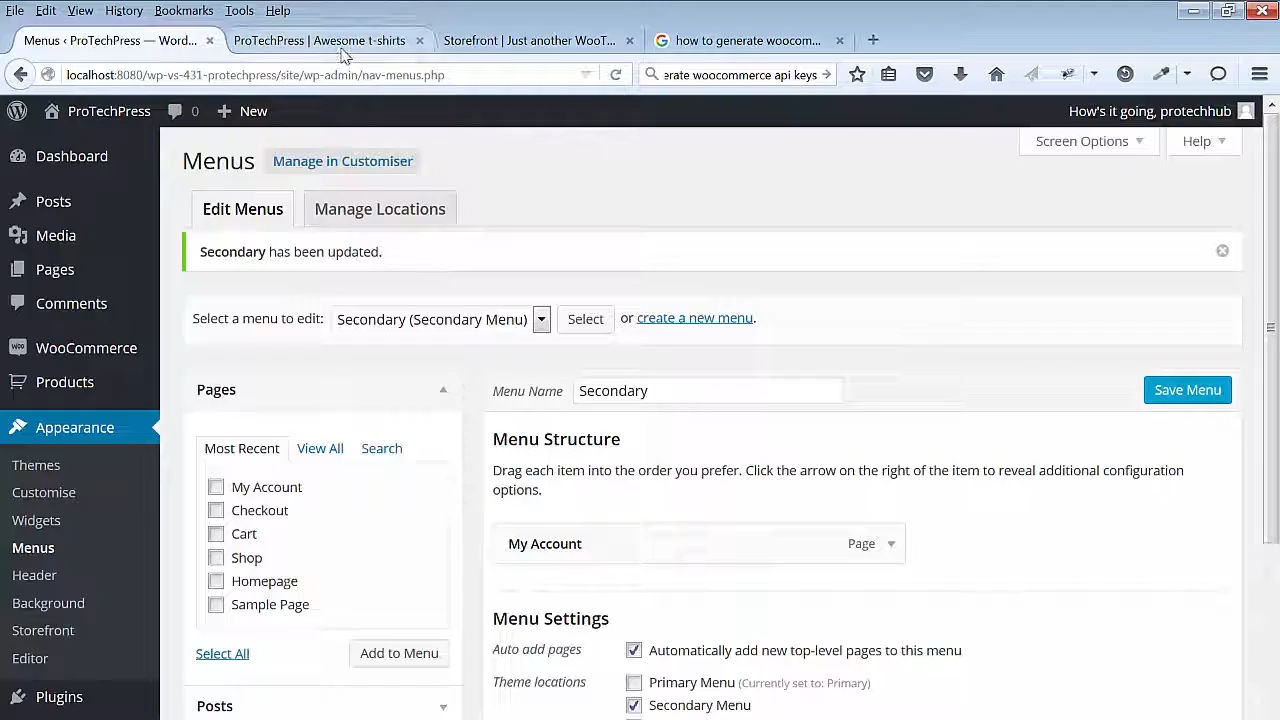 File Edit View History Bookmarks Tools Help
Menus ‹ ProTechPress — Word... ProTechPress | Awesome t-shirts Storefront | Just another WooT... how to generate woocom...
localhost:8080/wp-vs-431-protechpress/site/wp-admin/nav-menus.php erate woocommerce api keys
ProTechPress 0 New How's it going, protechhub
Screen Options Help
Menus Manage in Customiser
Edit Menus Manage Locations
Secondary has been updated.
Select a menu to edit: Secondary (Secondary Menu) Select or create a new menu.
Dashboard
Posts
Media
Pages
Comments
WooCommerce
Products
Appearance
Themes
Customise
Widgets
Menus
Header
Background
Storefront
Editor
Plugins
Pages
Most Recent View All Search
My Account
Checkout
Cart
Shop
Homepage
Sample Page
Select All Add to Menu
Posts
Menu Name Secondary Save Menu
Menu Structure
Drag each item into the order you prefer. Click the arrow on the right of the item to reveal additional configuration
options.
My Account Page
Menu Settings
Auto add pages Automatically add new top-level pages to this menu
Theme locations Primary Menu (Currently set to: Primary)
Secondary Menu